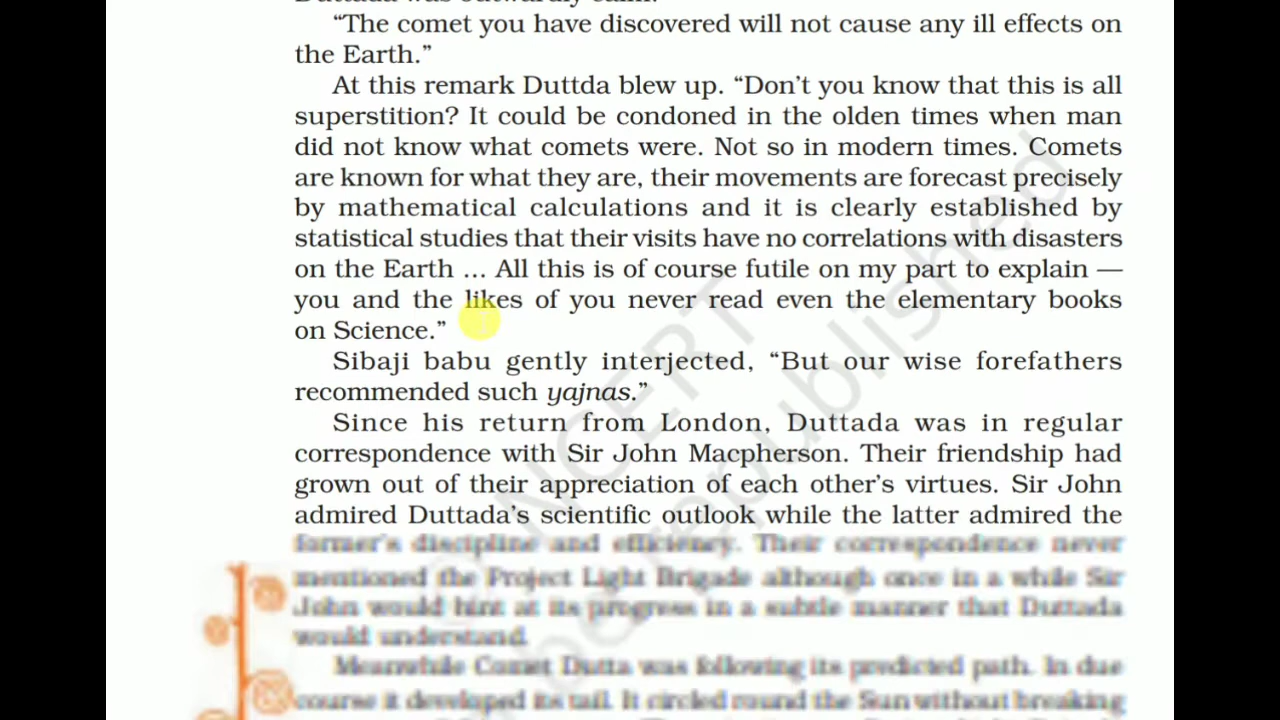 Duttada was outwardly calm.
“The comet you have discovered will not cause any ill effects on
the Earth.”
At this remark Duttda blew up. “Don’t you know that this is all
superstition? It could be condoned in the olden times when man
did not know what comets were. Not so in modern times. Comets
are known for what they are, their movements are forecast precisely
by mathematical calculations and it is clearly established by
statistical studies that their visits have no correlations with disasters
on the Earth ... All this is of course futile on my part to explain —
you and the likes of you never read even the elementary books
on Science.”
Sibaji babu gently interjected, “But our wise forefathers
recommended such yajnas.”
Since his return from London, Duttada was in regular
correspondence with Sir John Macpherson. Their friendship had
grown out of their appreciation of each other’s virtues. Sir John
admired Duttada’s scientific outlook while the latter admired the
former’s discipline and efficiency. Their correspondence never
mentioned the Project Light Brigade although once in a while Sir
John would hint at its progress in a subtle manner that Duttada
would understand.
Meanwhile Comet Dutta was following its predicted path. In due
course it developed its tail. It circled round the Sun without breaking
© NCERT
be republished